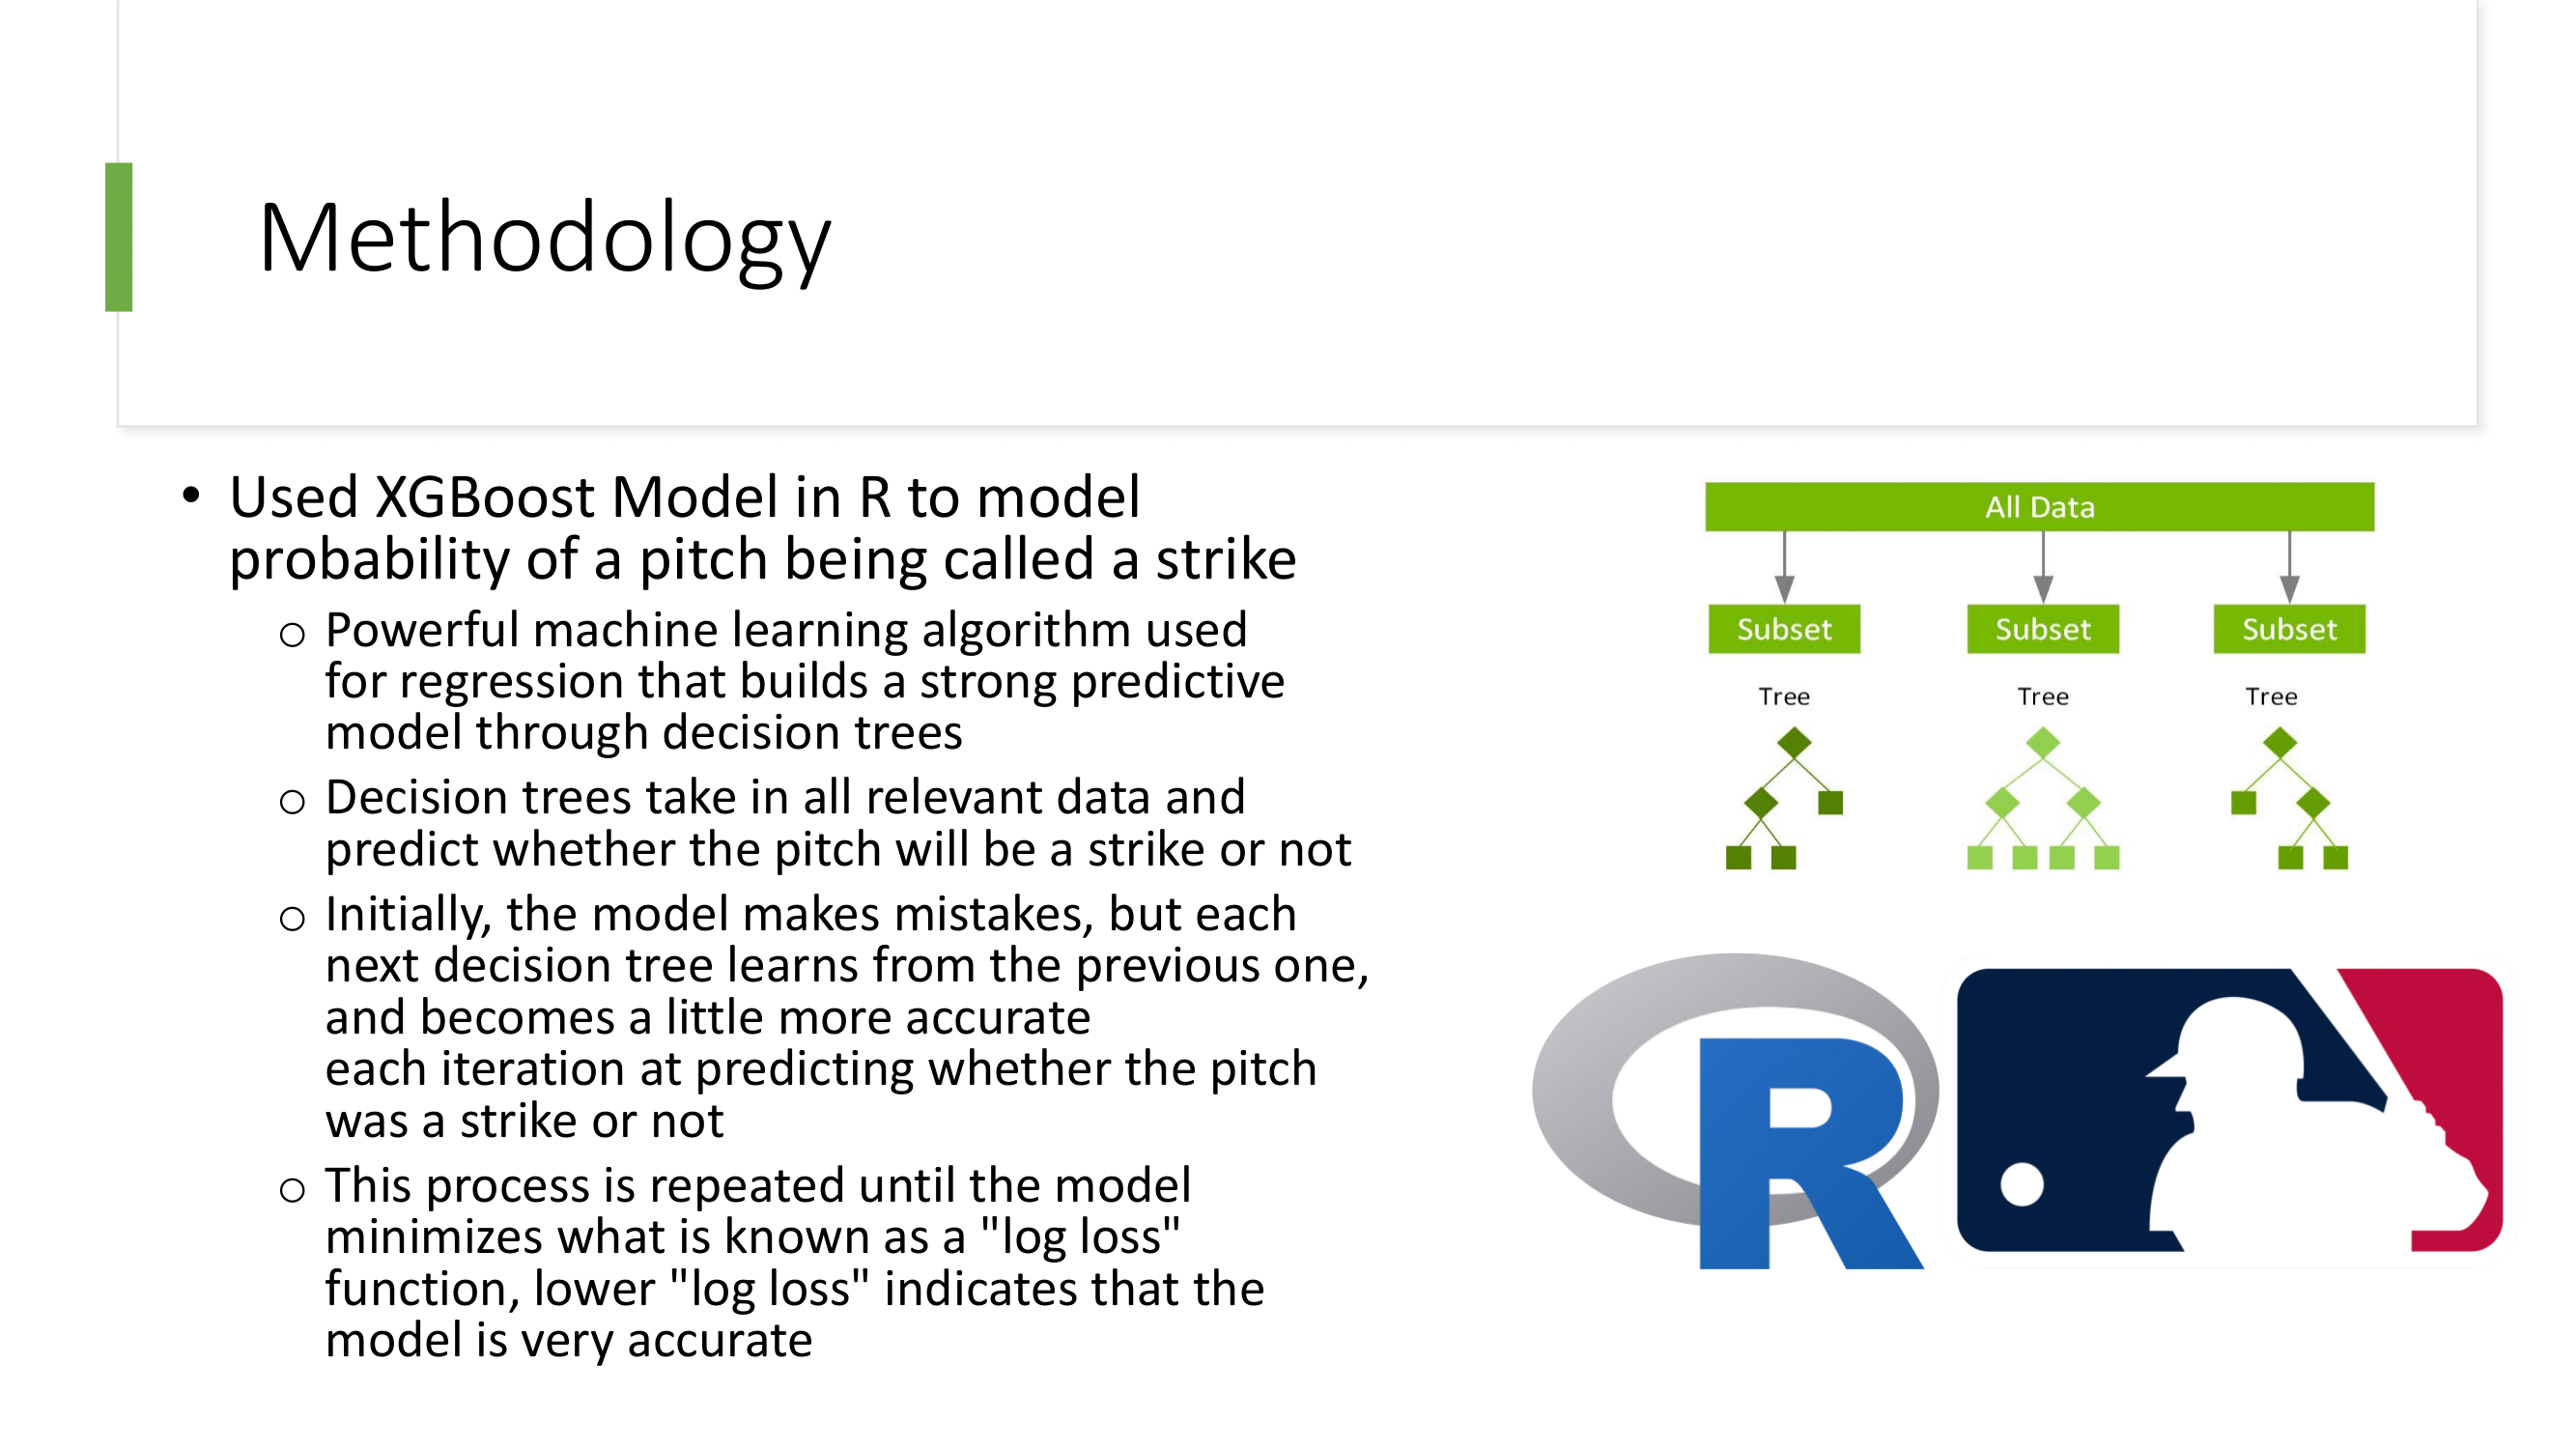 Methodology
• Used XGBoost Model in R to model
probability of a pitch being called a strike
o Powerful machine learning algorithm used
for regression that builds a strong predictive
model through decision trees
o Decision trees take in all relevant data and
predict whether the pitch will be a strike or not
o Initially, the model makes mistakes, but each
next decision tree learns from the previous one,
and becomes a little more accurate
each iteration at predicting whether the pitch
was a strike or not
o This process is repeated until the model
minimizes what is known as a "log loss"
function, lower "log loss" indicates that the
model is very accurate
All Data
Subset Subset Subset
Tree Tree Tree
R